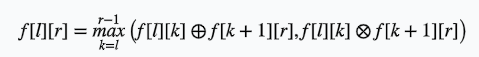 f[l][r] = max_{k=l}^{r−1} (f[l][k] ⊕ f[k + 1][r], f[l][k] ⊗ f[k + 1][r])